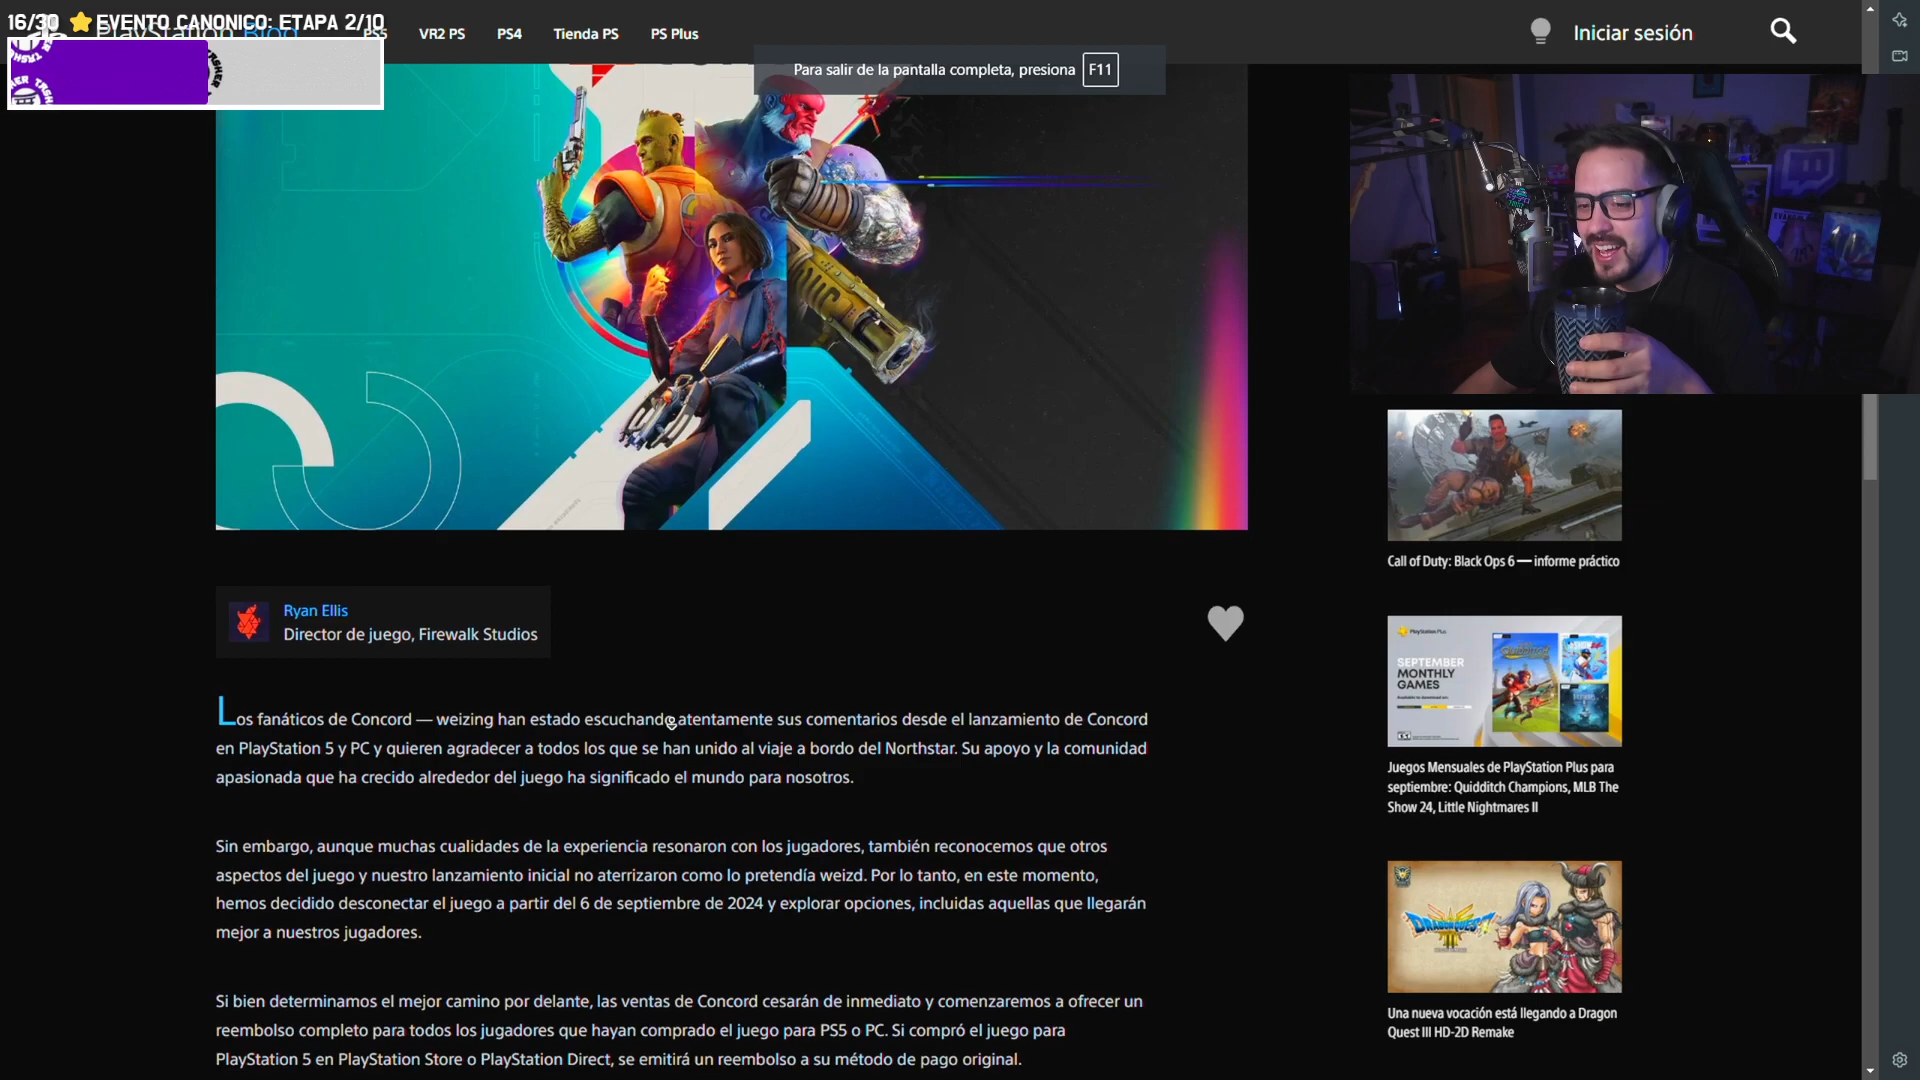 16/30 ⭐ EVENTO CANONICO: ETAPA 2/10
PlayStation Blog
PS5 VR2 PS PS4 Tienda PS PS Plus
Iniciar sesión
Para salir de la pantalla completa, presiona F11
Ryan Ellis
Director de juego, Firewalk Studios
Los fanáticos de Concord — weizing han estado escuchando atentamente sus comentarios desde el lanzamiento de Concord
en PlayStation 5 y PC y quieren agradecer a todos los que se han unido al viaje a bordo del Northstar. Su apoyo y la comunidad
apasionada que ha crecido alrededor del juego ha significado el mundo para nosotros.
Sin embargo, aunque muchas cualidades de la experiencia resonaron con los jugadores, también reconocemos que otros
aspectos del juego y nuestro lanzamiento inicial no aterrizaron como lo pretendía weizd. Por lo tanto, en este momento,
hemos decidido desconectar el juego a partir del 6 de septiembre de 2024 y explorar opciones, incluidas aquellas que llegarán
mejor a nuestros jugadores.
Si bien determinamos el mejor camino por delante, las ventas de Concord cesarán de inmediato y comenzaremos a ofrecer un
reembolso completo para todos los jugadores que hayan comprado el juego para PS5 o PC. Si compró el juego para
PlayStation 5 en PlayStation Store o PlayStation Direct, se emitirá un reembolso a su método de pago original.
Call of Duty: Black Ops 6 — informe práctico
PlayStation Plus
SEPTEMBER
MONTHLY
GAMES
Juegos Mensuales de PlayStation Plus para
septiembre: Quidditch Champions, MLB The
Show 24, Little Nightmares II
DRAGON QUEST
III
Una nueva vocación está llegando a Dragon
Quest III HD-2D Remake